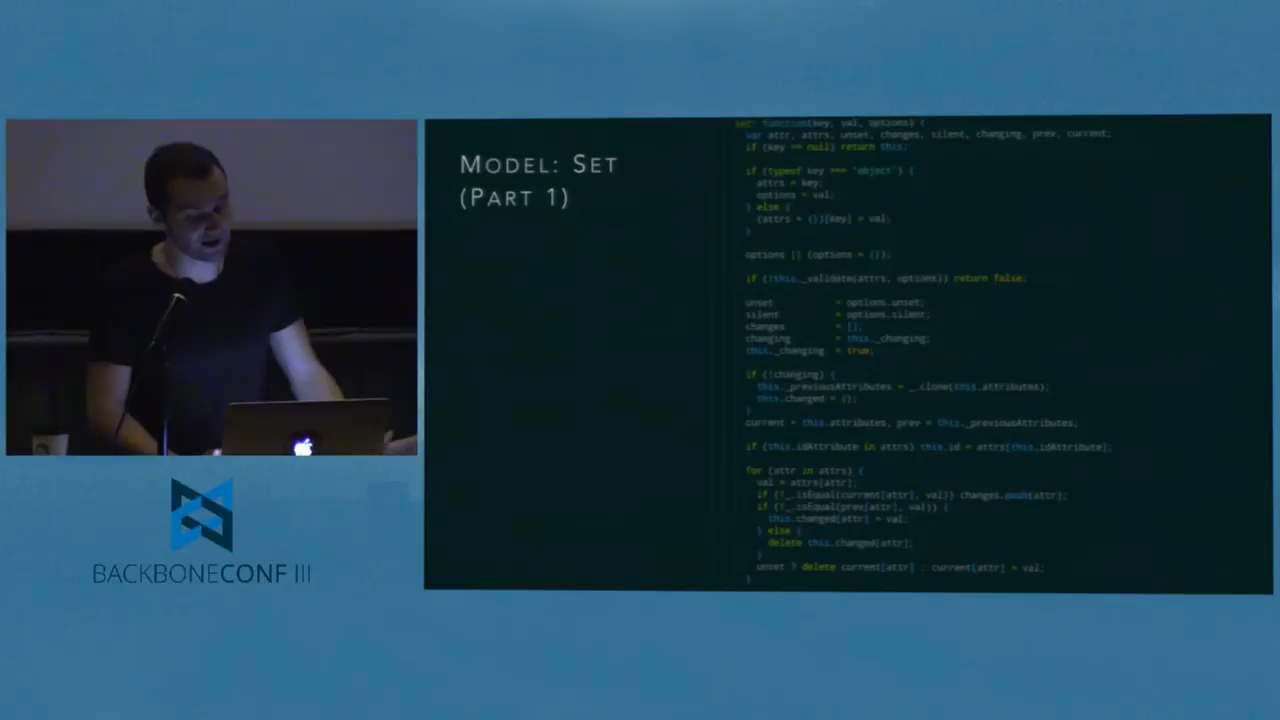 MODEL: SET
(PART 1)
set: function(key, val, options) {
var attr, attrs, unset, changes, silent, changing, prev, current;
if (key == null) return this;
if (typeof key === "object") {
attrs = key;
options = val;
} else {
(attrs = {})[key] = val;
}
options || (options = {});
if (!this._validate(attrs, options)) return false;
unset = options.unset;
silent = options.silent;
changes = [];
changing = this._changing;
this._changing = true;
if (!changing) {
this._previousAttributes = _.clone(this.attributes);
this.changed = {};
}
current = this.attributes, prev = this._previousAttributes;
if (this.idAttribute in attrs) this.id = attrs[this.idAttribute];
for (attr in attrs) {
val = attrs[attr];
if (!_.isEqual(current[attr], val)) changes.push(attr);
if (!_.isEqual(prev[attr], val)) {
this.changed[attr] = val;
} else {
delete this.changed[attr];
}
unset ? delete current[attr] : current[attr] = val;
}
BACKBONECONF III